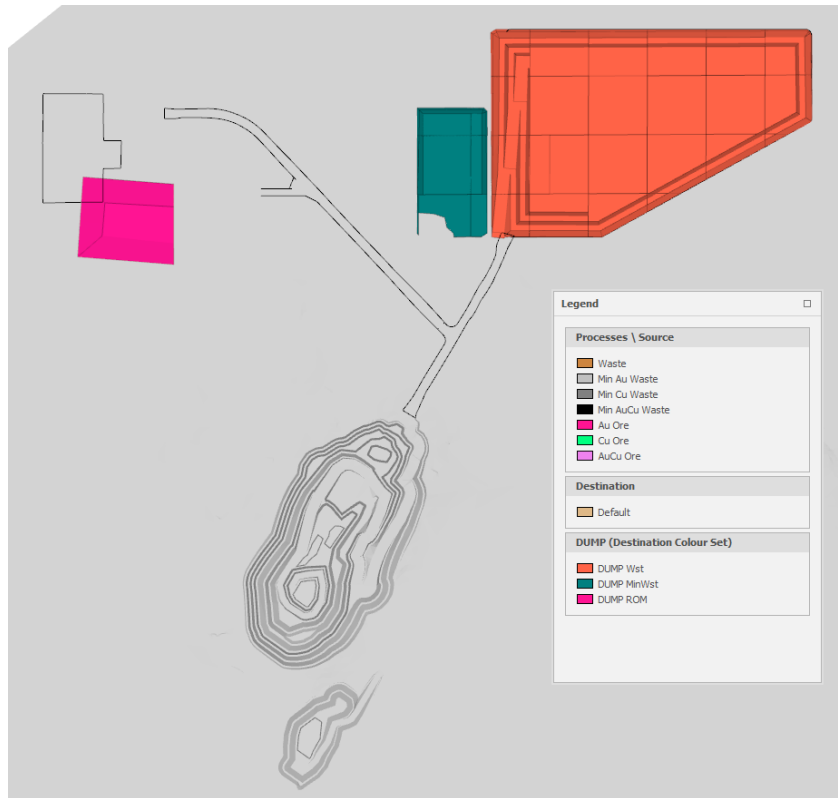 Legend
Processes \ Source
Waste
Min Au Waste
Min Cu Waste
Min AuCu Waste
Au Ore
Cu Ore
AuCu Ore
Destination
Default
DUMP (Destination Colour Set)
DUMP Wst
DUMP MinWst
DUMP ROM